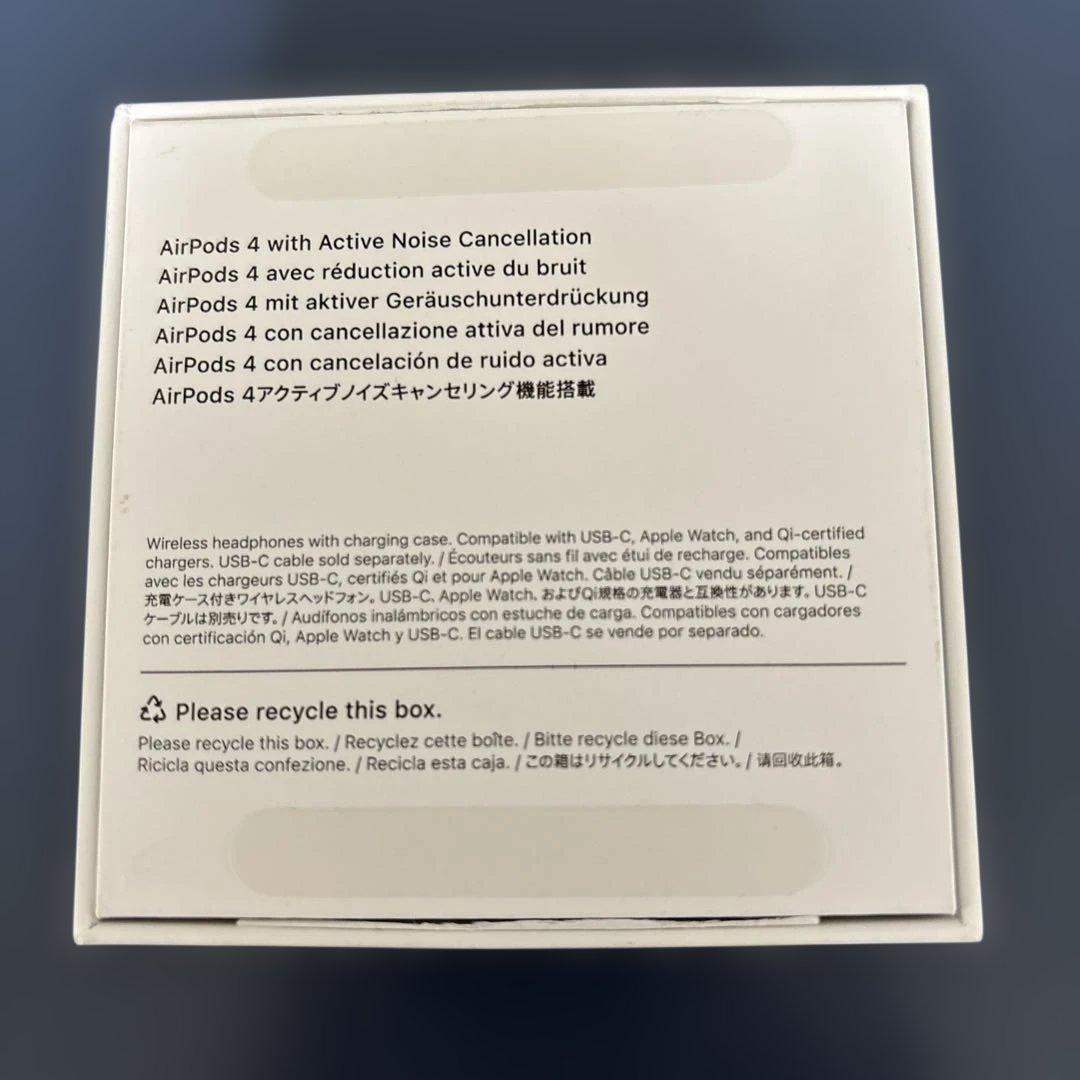 AirPods 4 with Active Noise Cancellation
AirPods 4 avec réduction active du bruit
AirPods 4 mit aktiver Geräuschunterdrückung
AirPods 4 con cancellazione attiva del rumore
AirPods 4 con cancelación de ruido activa
AirPods 4アクティブノイズキャンセリング機能搭載
Wireless headphones with charging case. Compatible with USB-C, Apple Watch, and Qi-certified
chargers. USB-C cable sold separately. / Écouteurs sans fil avec étui de recharge. Compatibles
avec les chargeurs USB-C, certifiés Qi et pour Apple Watch. Câble USB-C vendu séparément. /
充電ケース付きワイヤレスヘッドフォン。USB-C、Apple Watch、およびQi規格の充電器と互換性があります。USB-C
ケーブルは別売りです。/ Audífonos inalámbricos con estuche de carga. Compatibles con cargadores
con certificación Qi, Apple Watch y USB-C. El cable USB-C se vende por separado.
Please recycle this box.
Please recycle this box. / Recyclez cette boîte. / Bitte recycle diese Box. /
Ricicla questa confezione. / Recicla esta caja. / この箱はリサイクルしてください。/ 请回收此箱。